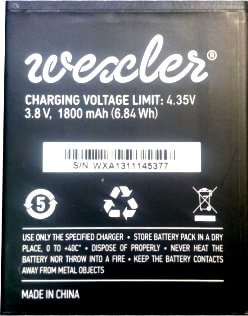 wexler®
CHARGING VOLTAGE LIMIT: 4.35V
3.8 V, 1800 mAh (6.84 Wh)
S/N WXA1311145377
5
USE ONLY THE SPECIFIED CHARGER • STORE BATTERY PACK IN A DRY
PLACE, 0 TO +40C° • DISPOSE OF PROPERLY • NEVER HEAT THE
BATTERY NOR THROW INTO A FIRE • KEEP THE BATTERY CONTACTS
AWAY FROM METAL OBJECTS
MADE IN CHINA